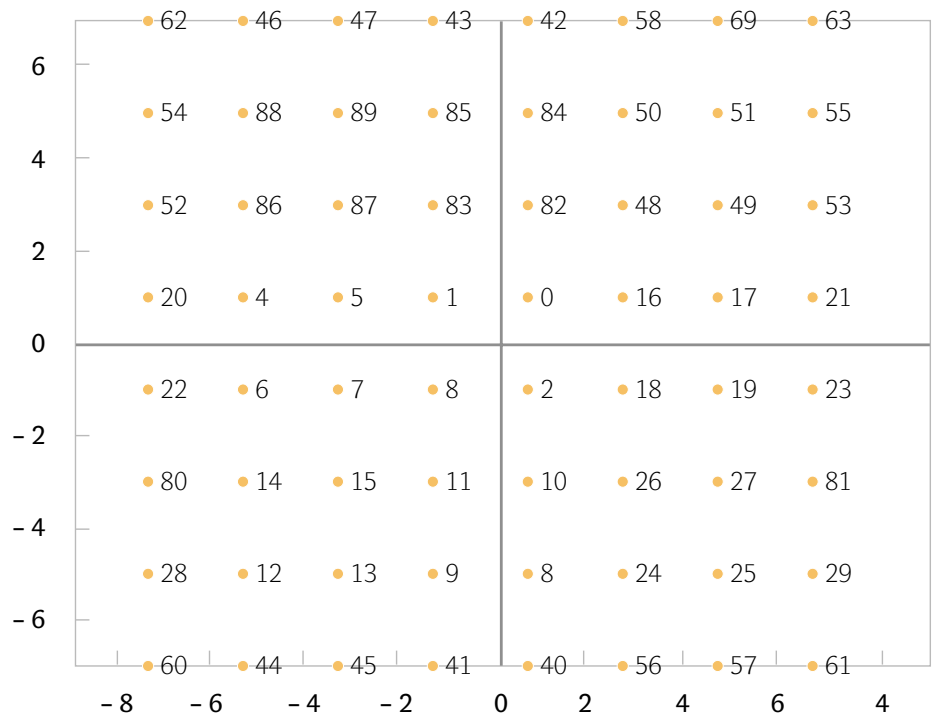 62 46 47 43 42 58 69 63
6
54 88 89 85 84 50 51 55
4
52 86 87 83 82 48 49 53
2
20 4 5 1 0 16 17 21
0
22 6 7 8 2 18 19 23
– 2
80 14 15 11 10 26 27 81
– 4
28 12 13 9 8 24 25 29
– 6
60 44 45 41 40 56 57 61
– 8 – 6 – 4 – 2 0 2 4 6 4